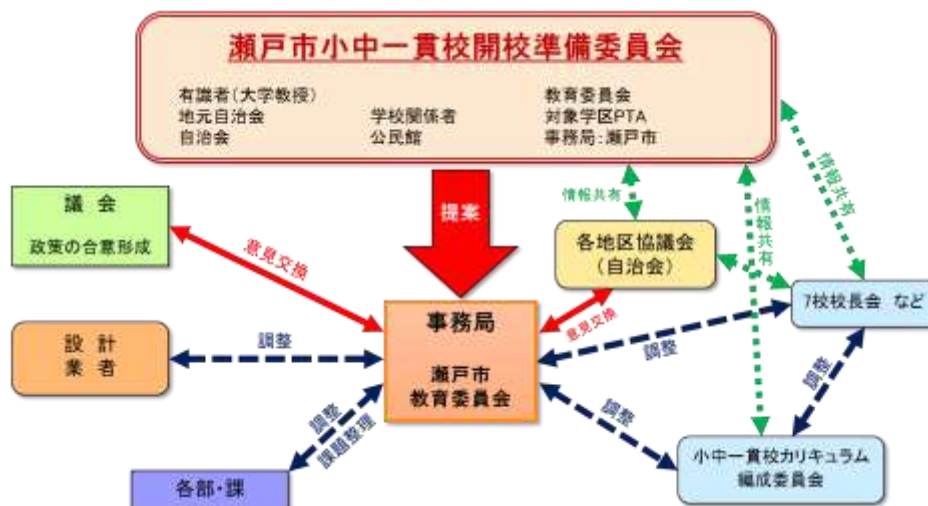 瀬戸市小中一貫校開校準備委員会
有識者(大学教授)
地元自治会
自治会
学校関係者
公民館
教育委員会
対象学区PTA
事務局:瀬戸市
提案
情報共有
情報共有
情報共有
議 会
政策の合意形成
意見交換
各地区協議会
(自治会)
意見交換
7校校長会 など
事務局
瀬戸市
教育委員会
設 計
業 者
調整
調整
調整
調整
調整
課題整理
各部・課
小中一貫校カリキュラム
編成委員会